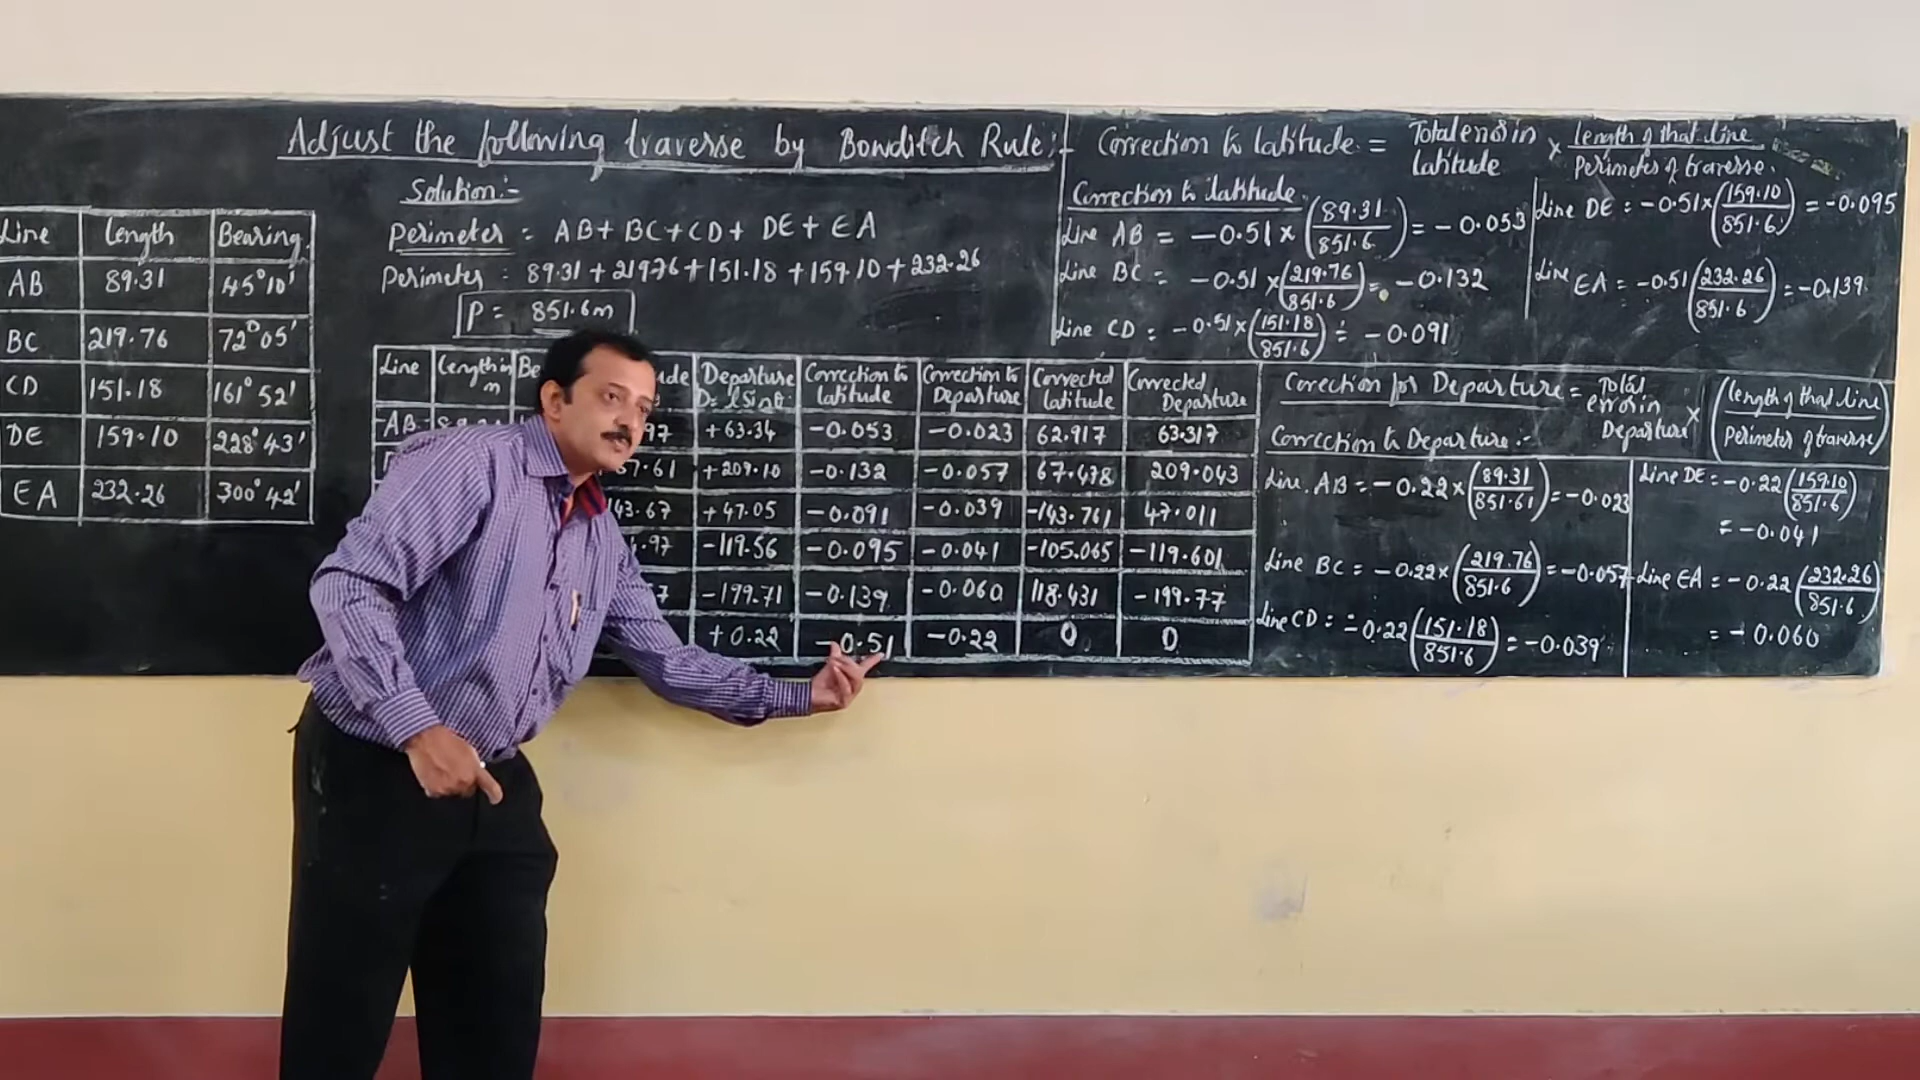 Adjust the following traverse by Bowditch Rule:-
Line Length Bearing.
AB 89.31 45°10'
BC 219.76 72°05'
CD 151.18 161°52'
DE 159.10 228°43'
EA 232.26 300°42'
Solution:-
Perimeter = AB+ BC+CD+ DE+ EA
Perimeter = 89.31+21976+151.18+159.10+232.26
P = 851.6m
Correction to latitude = Total error in latitude × length of that line / Perimeter of traverse.
Correction to latitude
Line AB = -0.51 × (89.31/851.6) = -0.053
Line BC = -0.51 × (219.76/851.6) = -0.132
Line CD = -0.51 × (151.18/851.6) = -0.091
Line DE = -0.51 × (159.10/851.6) = -0.095
Line EA = -0.51 (232.26/851.6) = -0.139
Line Length in m Departure D= lSinθ Correction to latitude Correction to Departure Corrected latitude Corrected Departure
AB +63.34 -0.053 -0.023 62.917 63.317
67.61 +209.10 -0.132 -0.057 67.478 209.043
+47.05 -0.091 -0.039 -143.761 47.011
-119.56 -0.095 -0.041 -105.065 -119.601
-199.71 -0.139 -0.060 118.431 -199.77
+0.22 -0.51 -0.22 0 0
Correction for Departure = Total error in Departure × (length of that line / Perimeter of traverse)
Correction to Departure:-
Line. AB = -0.22 × (89.31/851.61) = -0.023
Line BC = -0.22× (219.76/851.6) = -0.057
Line CD = -0.22 (151.18/851.6) = -0.039
Line DE = -0.22 (159.10/851.6)
= -0.041
Line EA = -0.22 (232.26/851.6)
= -0.060